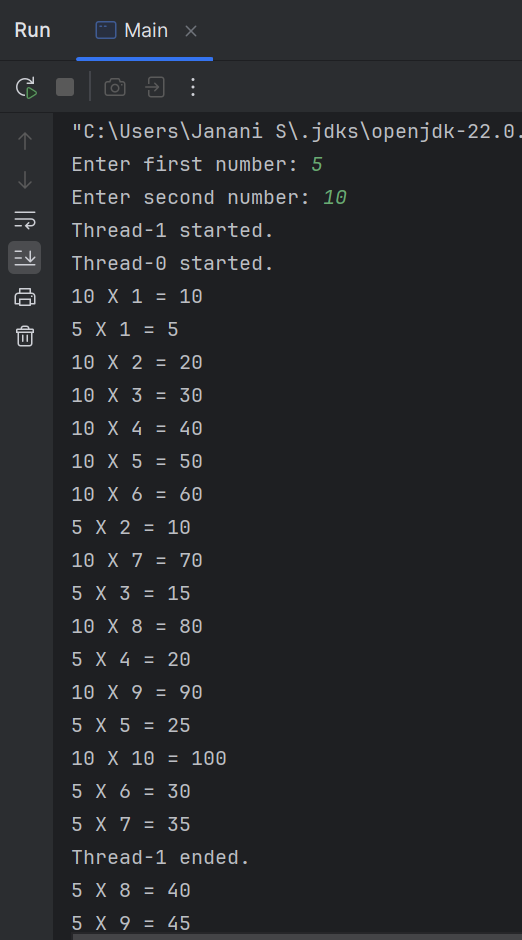 Run Main
"C:\Users\Janani S\.jdks\openjdk-22.0.
Enter first number: 5
Enter second number: 10
Thread-1 started.
Thread-0 started.
10 X 1 = 10
5 X 1 = 5
10 X 2 = 20
10 X 3 = 30
10 X 4 = 40
10 X 5 = 50
10 X 6 = 60
5 X 2 = 10
10 X 7 = 70
5 X 3 = 15
10 X 8 = 80
5 X 4 = 20
10 X 9 = 90
5 X 5 = 25
10 X 10 = 100
5 X 6 = 30
5 X 7 = 35
Thread-1 ended.
5 X 8 = 40
5 X 9 = 45